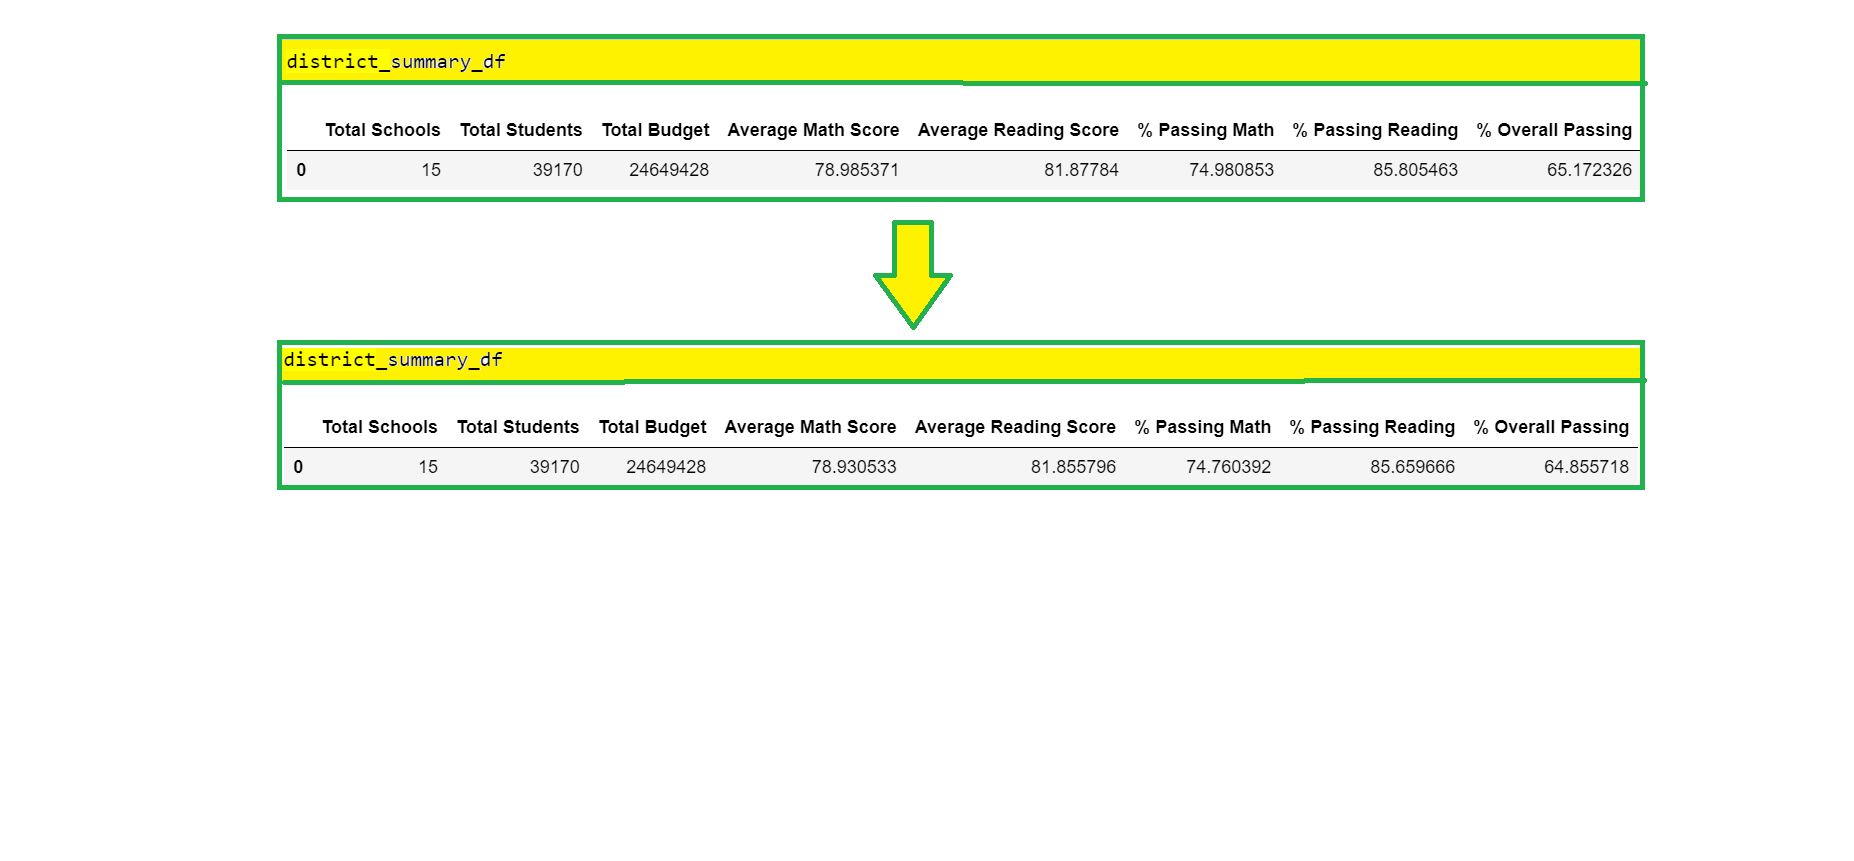 district_summary_df
Total Schools Total Students Total Budget Average Math Score Average Reading Score % Passing Math % Passing Reading % Overall Passing
0 15 39170 24649428 78.985371 81.87784 74.980853 85.805463 65.172326
district_summary_df
Total Schools Total Students Total Budget Average Math Score Average Reading Score % Passing Math % Passing Reading % Overall Passing
0 15 39170 24649428 78.930533 81.855796 74.760392 85.659666 64.855718